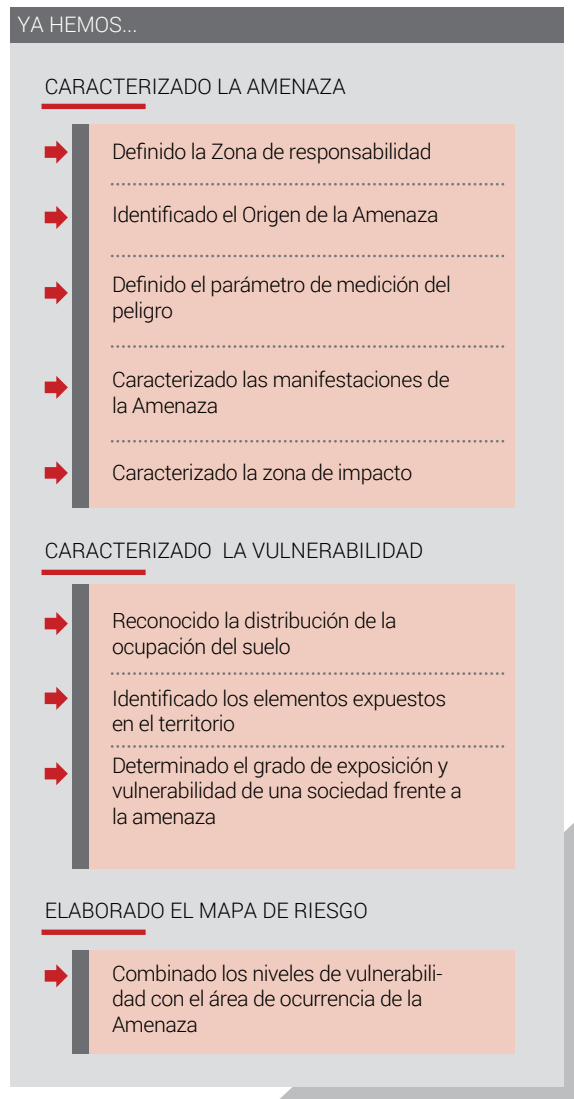 YA HEMOS...
CARACTERIZADO LA AMENAZA
Definido la Zona de responsabilidad
Identificado el Origen de la Amenaza
Definido el parámetro de medición del
peligro
Caracterizado las manifestaciones de
la Amenaza
Caracterizado la zona de impacto
CARACTERIZADO LA VULNERABILIDAD
Reconocido la distribución de la
ocupación del suelo
Identificado los elementos expuestos
en el territorio
Determinado el grado de exposición y
vulnerabilidad de una sociedad frente a
la amenaza
ELABORADO EL MAPA DE RIESGO
Combinado los niveles de vulnerabili-
dad con el área de ocurrencia de la
Amenaza